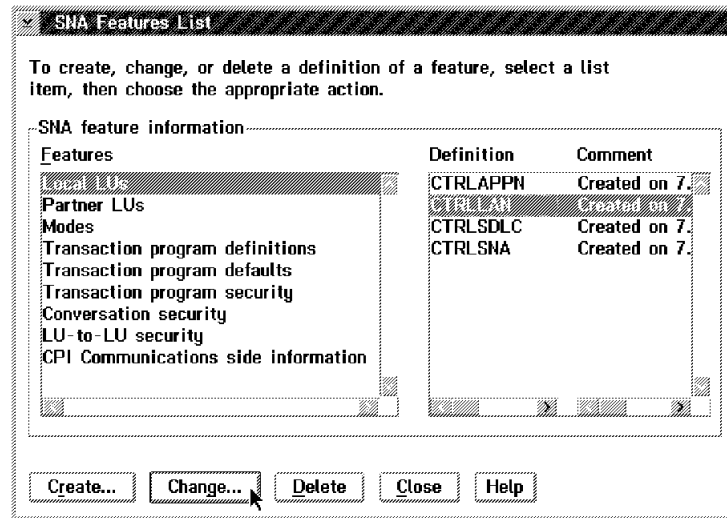 SNA Features List
To create, change, or delete a definition of a feature, select a list
item, then choose the appropriate action.
SNA feature information
Features
Local LUs
Partner LUs
Modes
Transaction program definitions
Transaction program defaults
Transaction program security
Conversation security
LU-to-LU security
CPI Communications side information
Definition Comment
CTRLAPPN Created on 7.
CTRLLAN Created on 7
CTRLSDLC Created on 7.
CTRLSNA Created on 7.
Create... Change... Delete Close Help